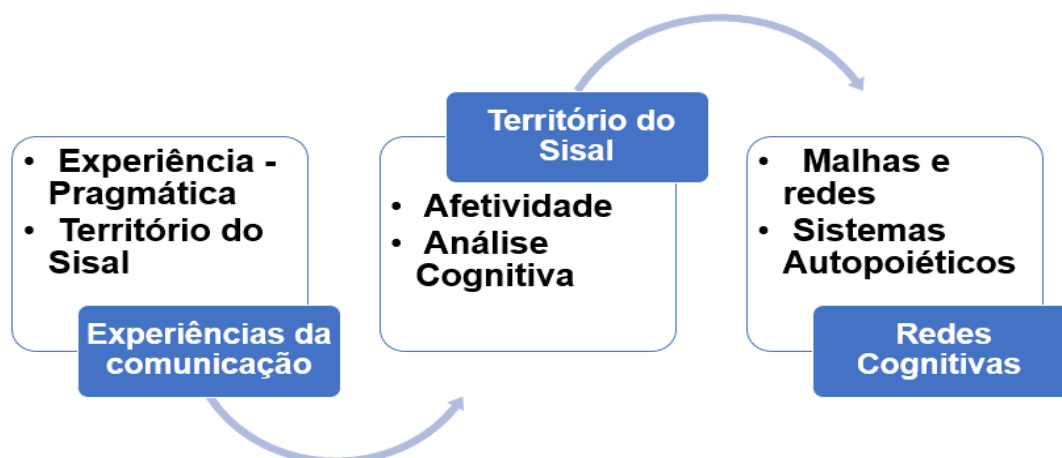 • Experiência -
Pragmática
• Território do
Sisal
Experiências da
comunicação
Território do
Sisal
• Afetividade
• Análise
Cognitiva
• Malhas e
redes
• Sistemas
Autopoiéticos
Redes
Cognitivas